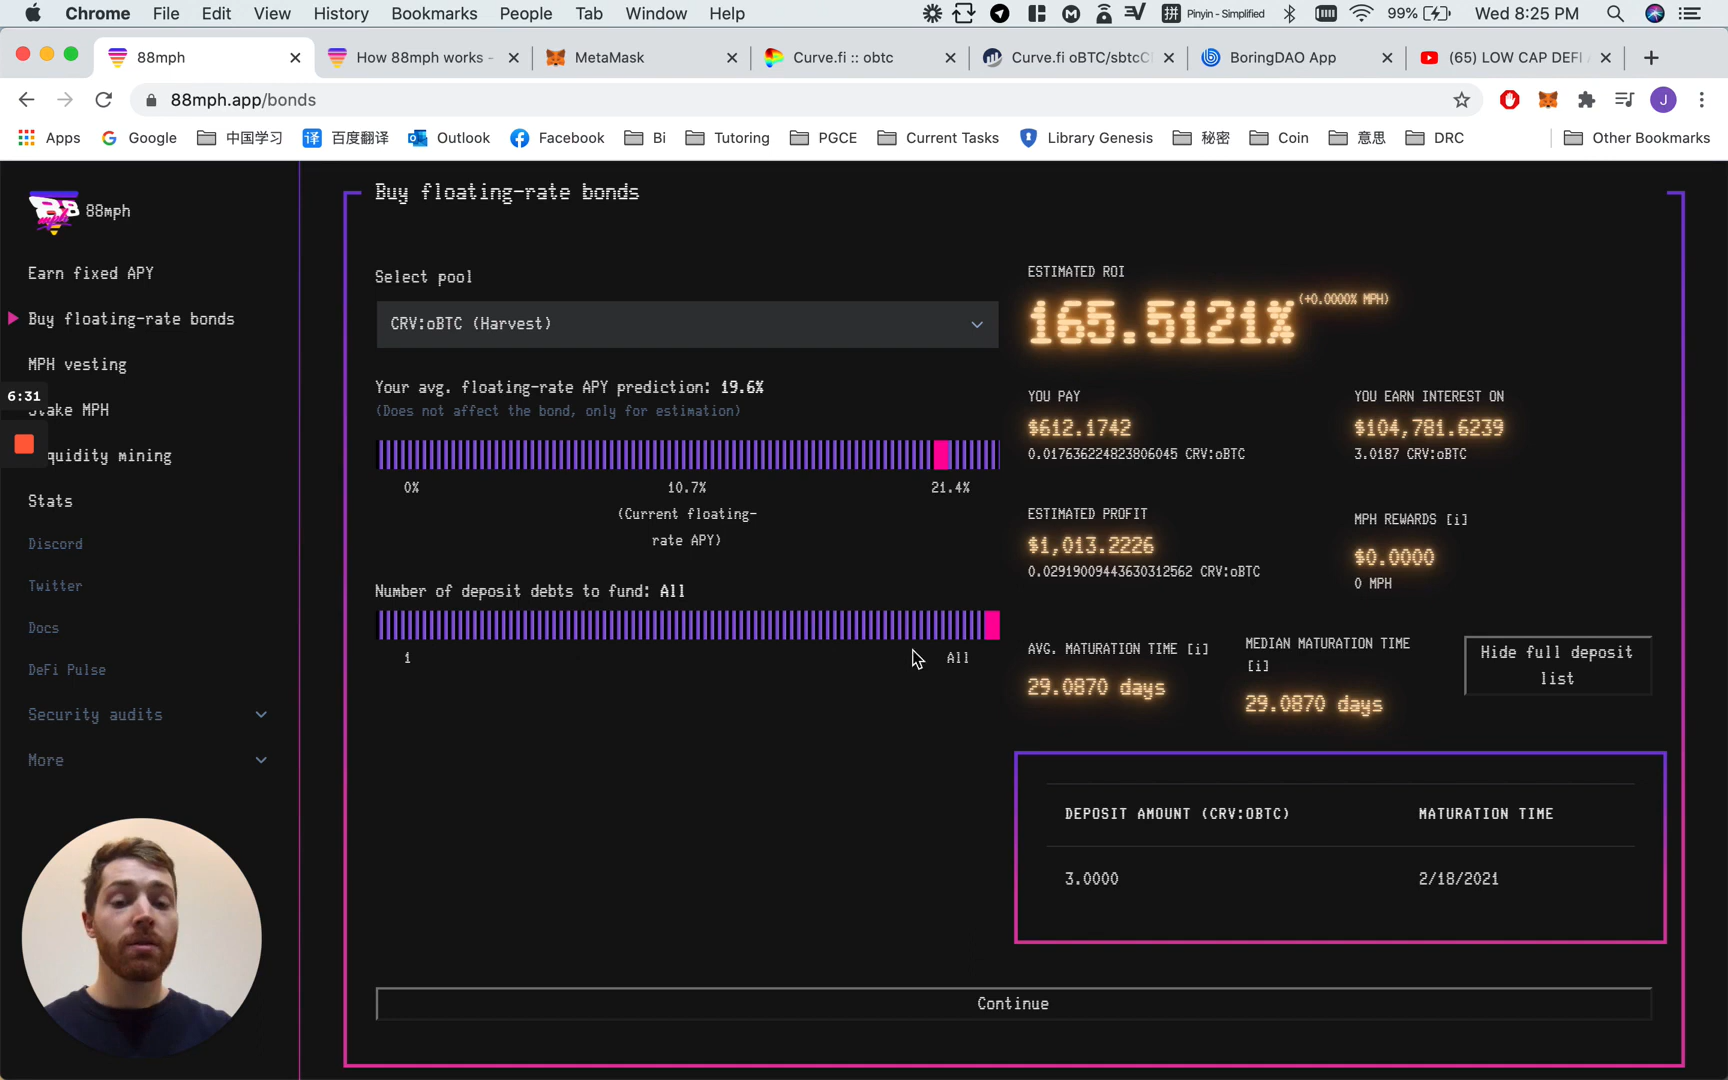 Chrome File Edit View History Bookmarks People Tab Window Help
拼 Pinyin - Simplified 99% Wed 8:25 PM
88mph
How 88mph works -
MetaMask
Curve.fi :: obtc
Curve.fi oBTC/sbtcC
BoringDAO App
(65) LOW CAP DEFI
88mph.app/bonds
J
Apps Google 中国学习 译 百度翻译 Outlook Facebook Bi Tutoring PGCE Current Tasks Library Genesis 秘密 Coin 意思 DRC Other Bookmarks
88mph
Earn fixed APY
Buy floating-rate bonds
MPH vesting
6:31
Stake MPH
quidity mining
Stats
Discord
Twitter
Docs
DeFi Pulse
Security audits
More
Buy floating-rate bonds
Select pool
CRV:oBTC (Harvest)
Your avg. floating-rate APY prediction: 19.6%
(Does not affect the bond, only for estimation)
0% 10.7% 21.4%
(Current floating-
rate APY)
Number of deposit debts to fund: All
1 All
ESTIMATED ROI
165.5121% (+0.0000% MPH)
YOU PAY
$612.1742
0.017636224823806045 CRV:oBTC
YOU EARN INTEREST ON
$104,781.6239
3.0187 CRV:oBTC
ESTIMATED PROFIT
$1,013.2226
0.02919009443630312562 CRV:oBTC
MPH REWARDS [i]
$0.0000
0 MPH
AVG. MATURATION TIME [i]
29.0870 days
MEDIAN MATURATION TIME
[i]
29.0870 days
Hide full deposit
list
DEPOSIT AMOUNT (CRV:OBTC) MATURATION TIME
3.0000 2/18/2021
Continue